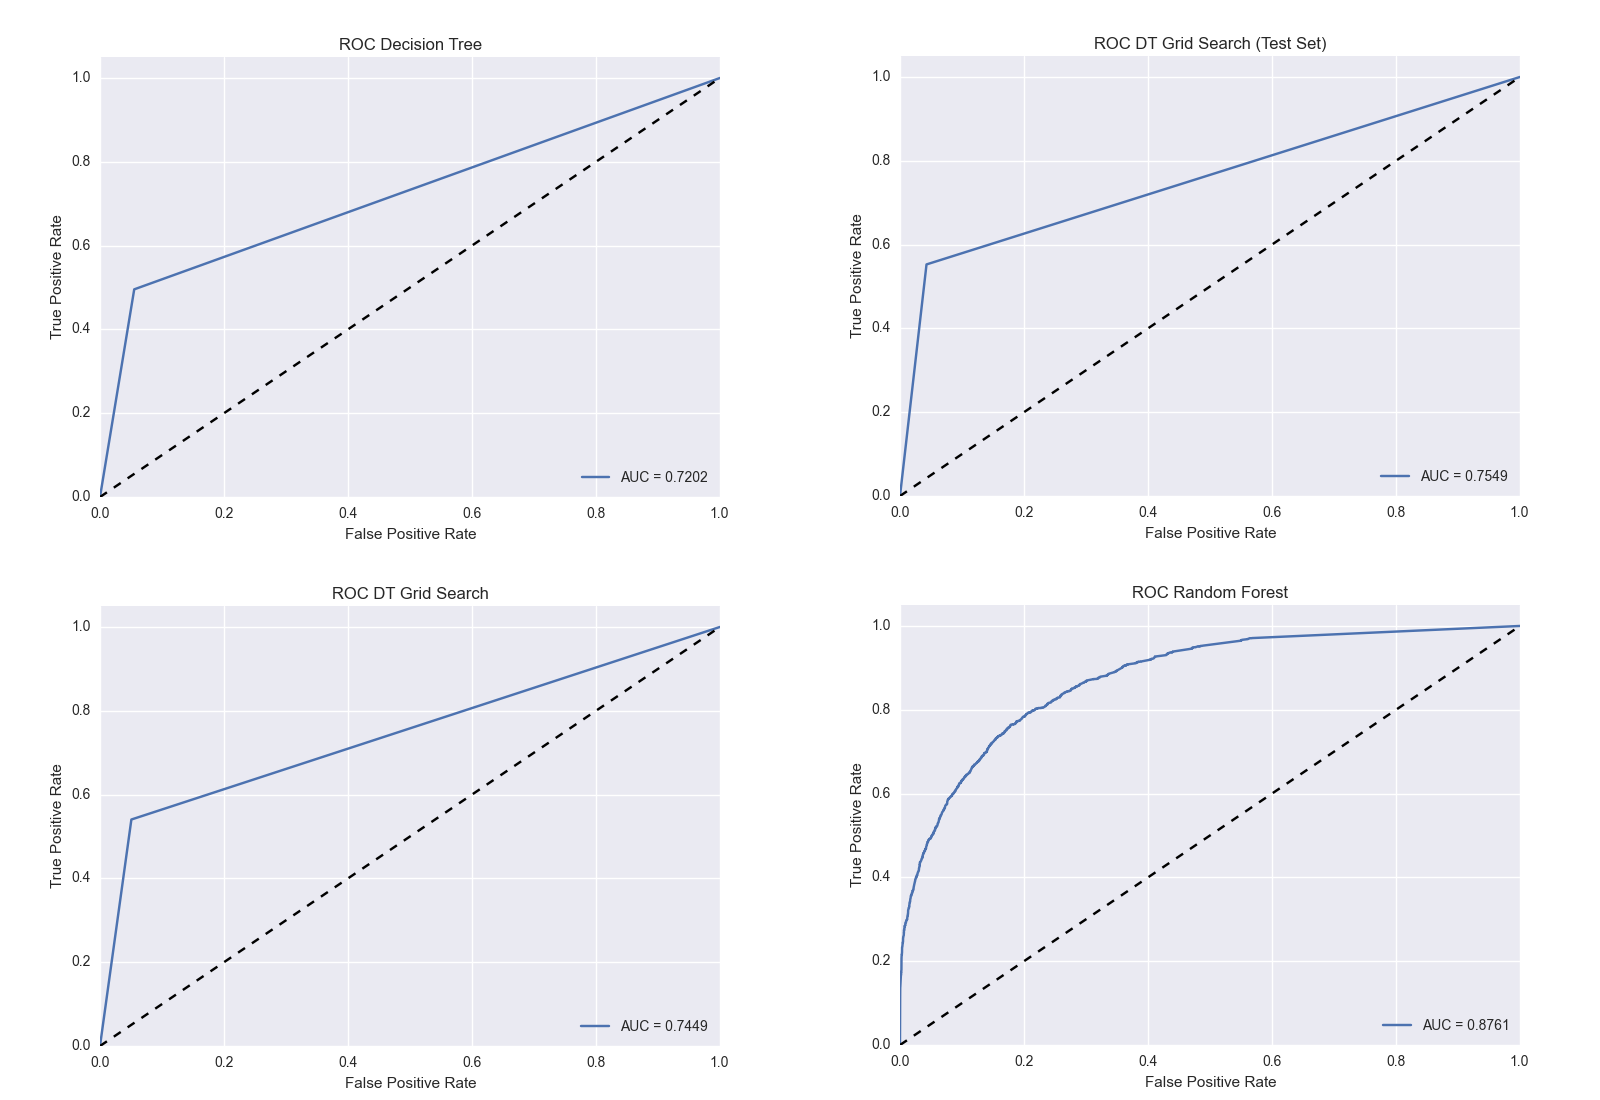 ROC Decision Tree
1.0
0.8
0.6
0.4
0.2
0.0
True Positive Rate
AUC = 0.7202
0.0 0.2 0.4 0.6 0.8 1.0
False Positive Rate
ROC DT Grid Search (Test Set)
1.0
0.8
0.6
0.4
0.2
0.0
True Positive Rate
AUC = 0.7549
0.0 0.2 0.4 0.6 0.8 1.0
False Positive Rate
ROC DT Grid Search
1.0
0.8
0.6
0.4
0.2
0.0
True Positive Rate
AUC = 0.7449
0.0 0.2 0.4 0.6 0.8 1.0
False Positive Rate
ROC Random Forest
1.0
0.8
0.6
0.4
0.2
0.0
True Positive Rate
AUC = 0.8761
0.0 0.2 0.4 0.6 0.8 1.0
False Positive Rate